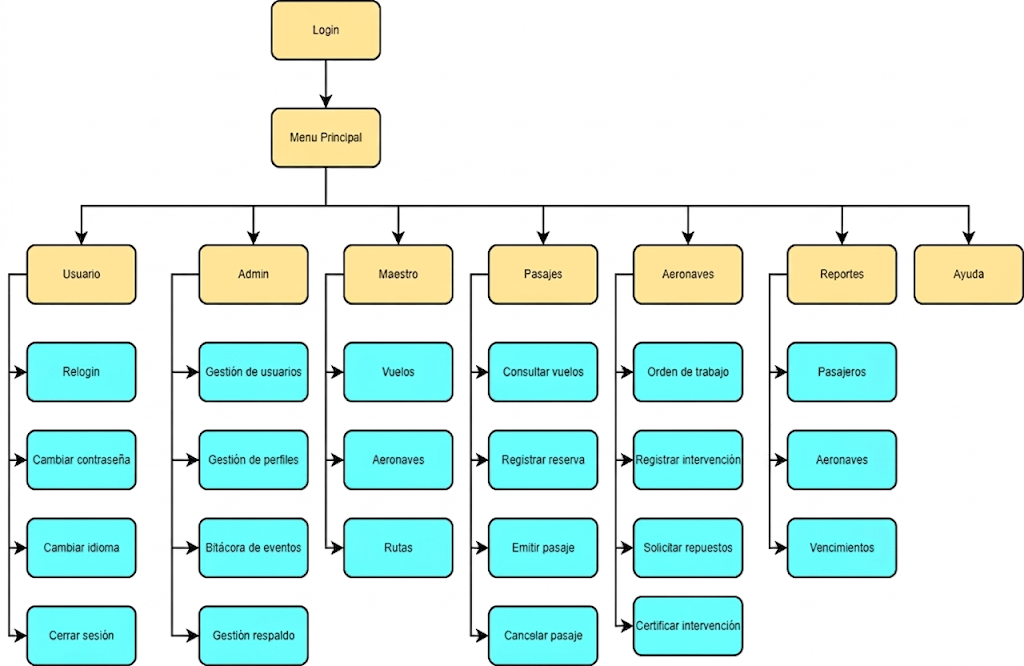 Login
Menu Principal
Usuario
Admin
Maestro
Pasajes
Aeronaves
Reportes
Ayuda
Relogin
Gestión de usuarios
Vuelos
Consultar vuelos
Orden de trabajo
Pasajeros
Cambiar contraseña
Gestión de perfiles
Aeronaves
Registrar reserva
Registrar intervención
Aeronaves
Cambiar idioma
Bitácora de eventos
Rutas
Emitir pasaje
Solicitar repuestos
Vencimientos
Cerrar sesión
Gestión respaldo
Cancelar pasaje
Certificar intervención